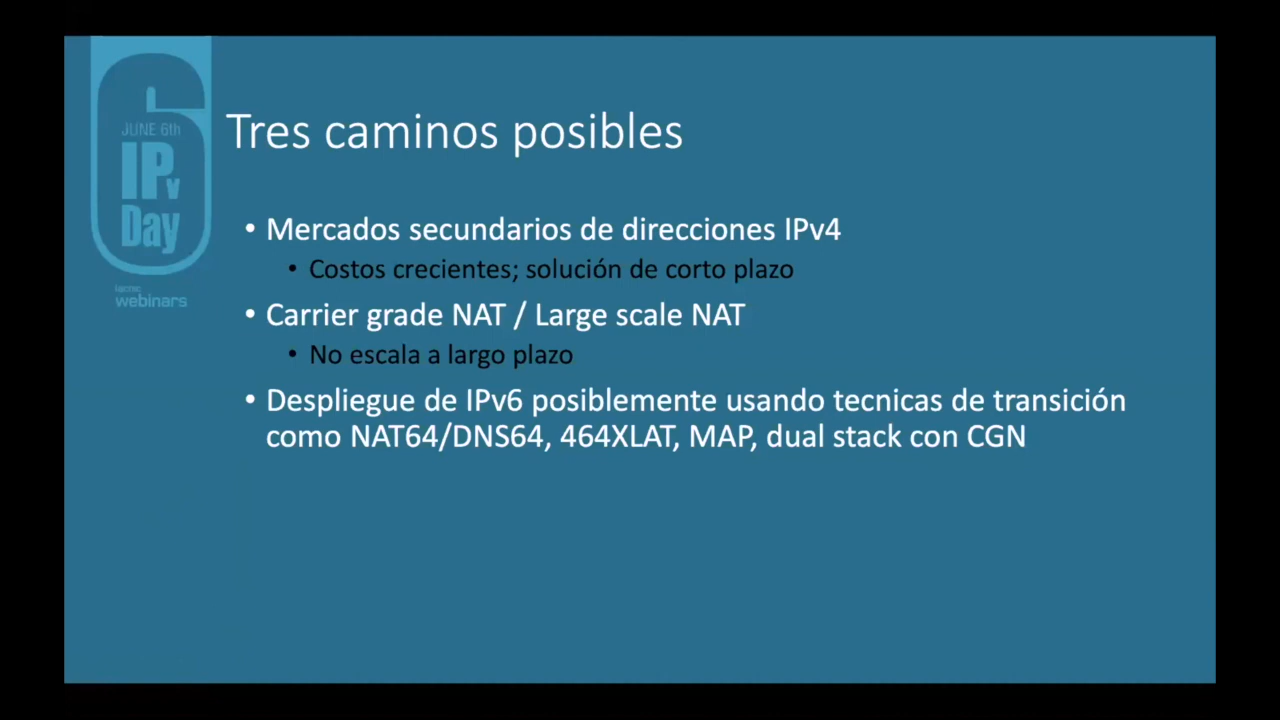 JUNE 6th
IPv
Day
lacnic
webinars
Tres caminos posibles
• Mercados secundarios de direcciones IPv4
• Costos crecientes; solución de corto plazo
• Carrier grade NAT / Large scale NAT
• No escala a largo plazo
• Despliegue de IPv6 posiblemente usando tecnicas de transición
como NAT64/DNS64, 464XLAT, MAP, dual stack con CGN